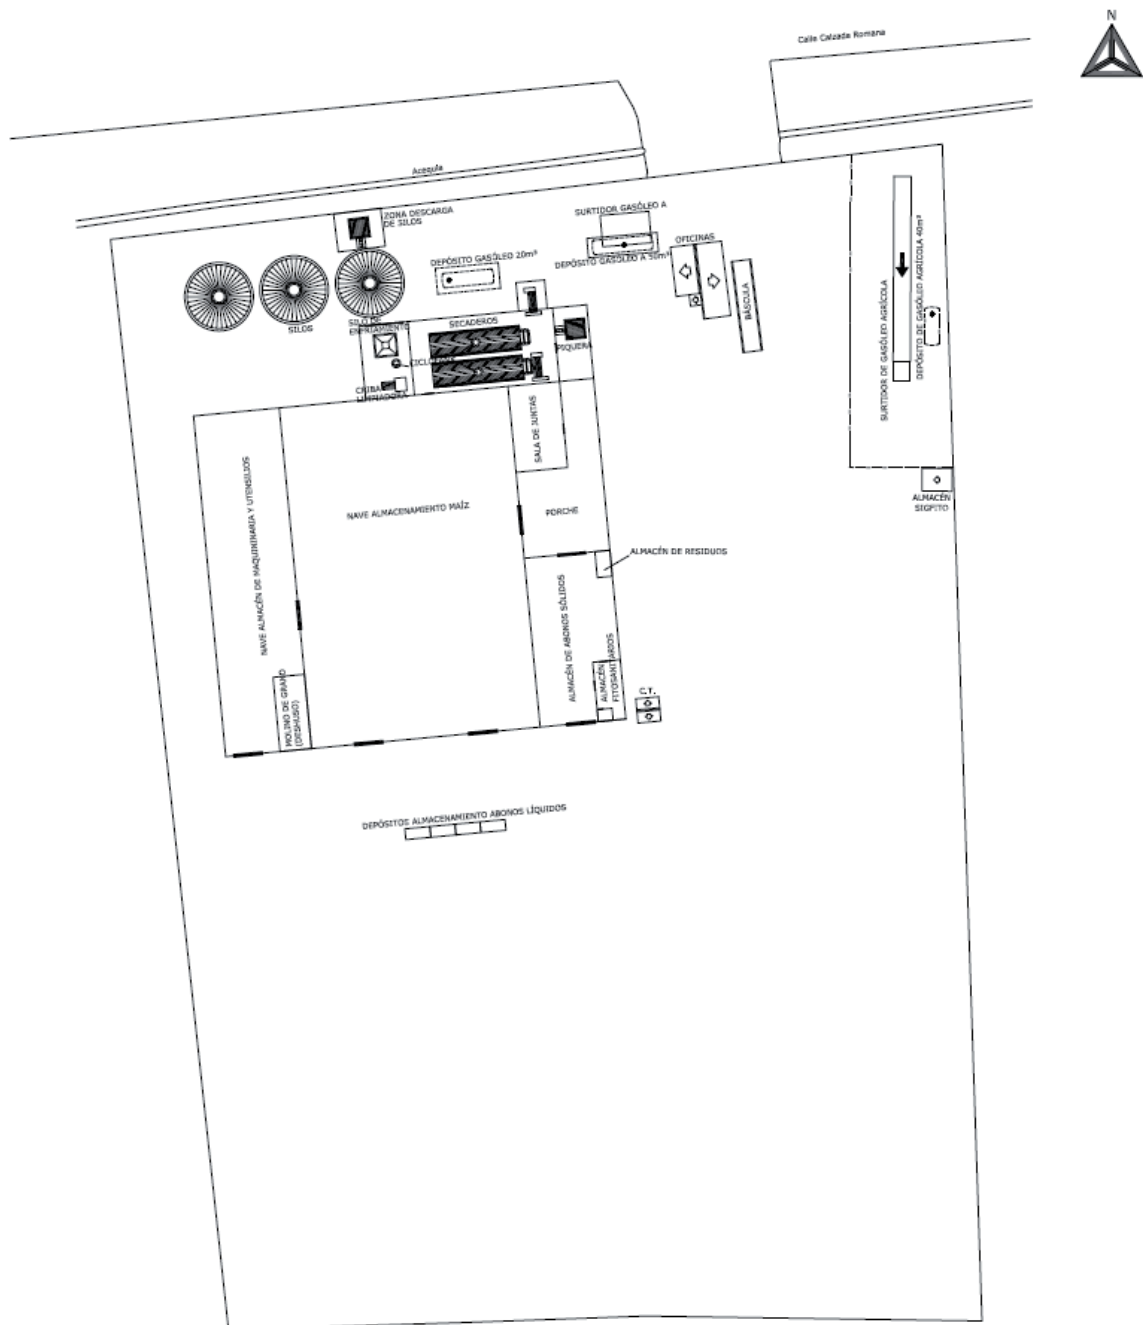 N
Calle Calzada Romana
Acequia
ZONA DESCARGA
DE SILOS
SURTIDOR GASÓLEO A
OFICINAS
DEPÓSITO GASÓLEO 20m³
DEPÓSITO GASÓLEO A 50m³
BÁSCULA
SURTIDOR DE GASÓLEO AGRÍCOLA
DEPÓSITO DE GASÓLEO AGRÍCOLA 40m³
SILOS
SILO DE
ENFRIAMIENTO
SECADEROS
PIQUERA
CRIBA
LIMPIADORA
SALA DE JUNTAS
ALMACÉN
SIGFITO
NAVE ALMACÉN DE MAQUININARIA Y UTENSILIOS
NAVE ALMACENAMIENTO MAÍZ
PORCHE
ALMACÉN DE RESIDUOS
ALMACÉN DE ABONOS SÓLIDOS
ALMACÉN
FITOSANITARIOS
C.T.
MOLINO DE GRANO
(DESHUSO)
DEPÓSITOS ALMACENAMIENTO ABONOS LÍQUIDOS